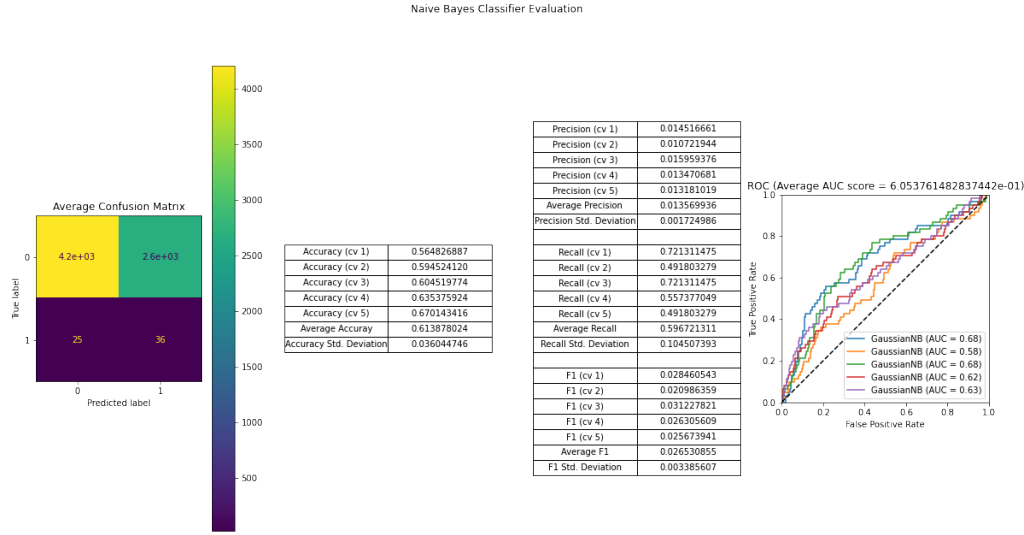 Naive Bayes Classifier Evaluation
Average Confusion Matrix
True label
0
1
4.2e+03 2.6e+03
25 36
0 1
Predicted label
4000
3500
3000
2500
2000
1500
1000
500
Accuracy (cv 1) 0.564826887
Accuracy (cv 2) 0.594524120
Accuracy (cv 3) 0.604519774
Accuracy (cv 4) 0.635375924
Accuracy (cv 5) 0.670143416
Average Accuray 0.613878024
Accuracy Std. Deviation 0.036044746
Precision (cv 1) 0.014516661
Precision (cv 2) 0.010721944
Precision (cv 3) 0.015959376
Precision (cv 4) 0.013470681
Precision (cv 5) 0.013181019
Average Precision 0.013569936
Precision Std. Deviation 0.001724986
Recall (cv 1) 0.721311475
Recall (cv 2) 0.491803279
Recall (cv 3) 0.721311475
Recall (cv 4) 0.557377049
Recall (cv 5) 0.491803279
Average Recall 0.596721311
Recall Std. Deviation 0.104507393
F1 (cv 1) 0.028460543
F1 (cv 2) 0.020986359
F1 (cv 3) 0.031227821
F1 (cv 4) 0.026305609
F1 (cv 5) 0.025673941
Average F1 0.026530855
F1 Std. Deviation 0.003385607
ROC (Average AUC score = 6.053761482837442e-01)
True Positive Rate
1.0
0.8
0.6
0.4
0.2
0.0
GaussianNB (AUC = 0.68)
GaussianNB (AUC = 0.58)
GaussianNB (AUC = 0.68)
GaussianNB (AUC = 0.62)
GaussianNB (AUC = 0.63)
0.0 0.2 0.4 0.6 0.8 1.0
False Positive Rate